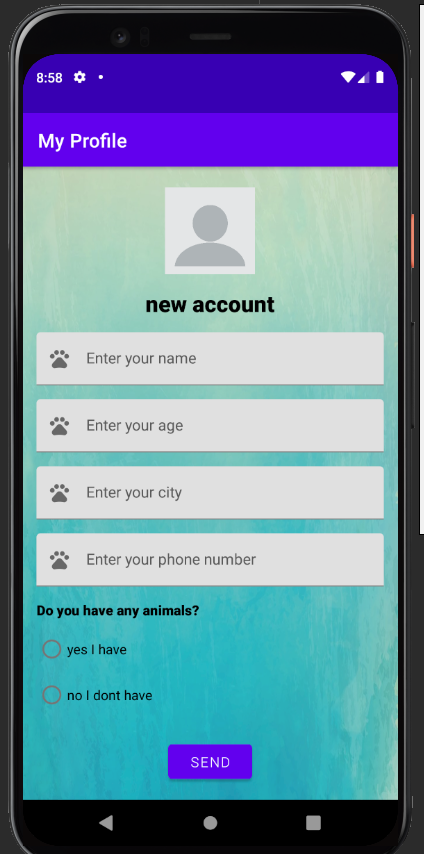 8:58
My Profile
new account
Enter your name
Enter your age
Enter your city
Enter your phone number
Do you have any animals?
yes I have
no I dont have
SEND